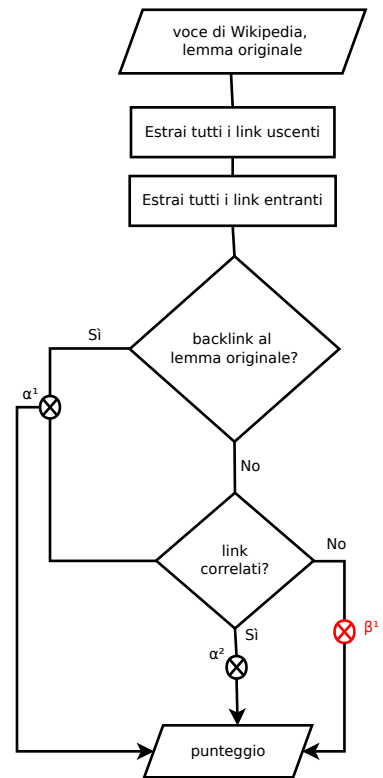 voce di Wikipedia,
lemma originale
Estrai tutti i link uscenti
Estrai tutti i link entranti
backlink al
lemma originale?
Sì
α¹
No
link
correlati?
No
β¹
Sì
α²
punteggio